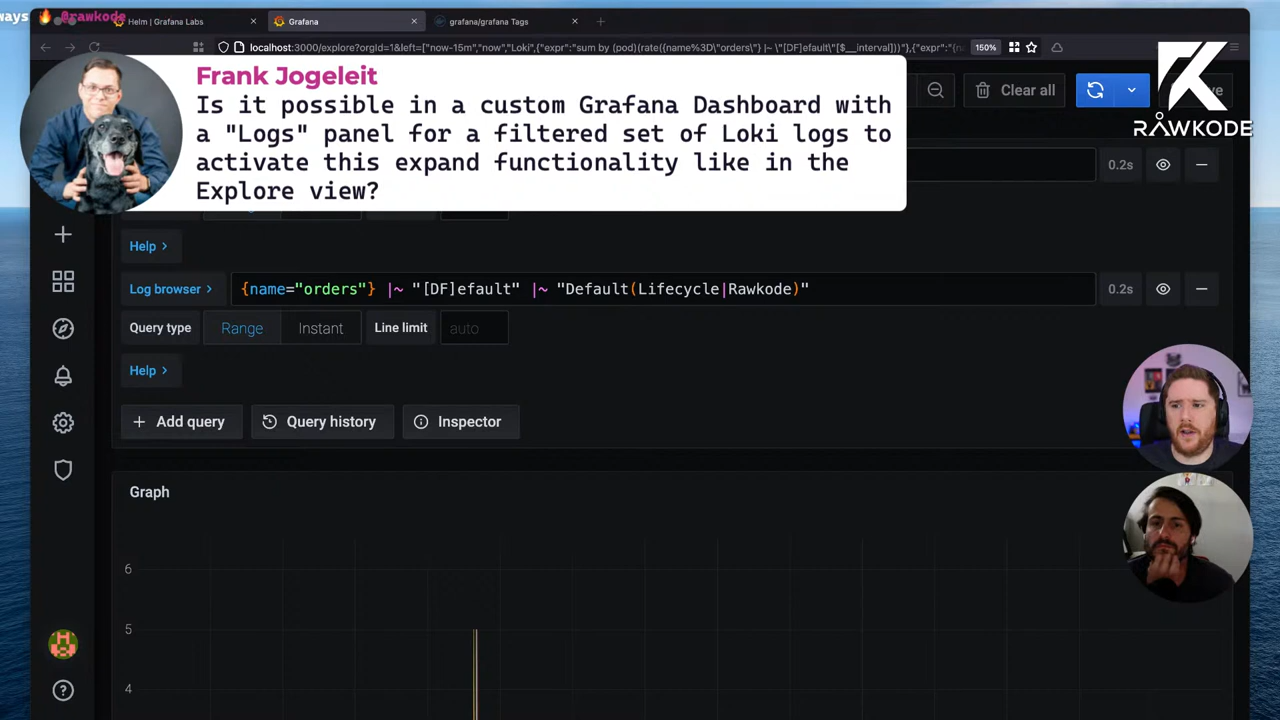 ways 🔥 @rawkode
Helm | Grafana Labs
Grafana
grafana/grafana Tags
localhost:3000/explore?orgId=1&left=["now-15m","now","Loki",{"expr":"sum by (pod)(rate({name%3D\"orders\"} |~ \"[DF]efault\"[$__interval]))"},{"expr":"{n
150%
Frank Jogeleit
Is it possible in a custom Grafana Dashboard with
a "Logs" panel for a filtered set of Loki logs to
activate this expand functionality like in the
Explore view?
Clear all
RAWKODE
0.2s
Help >
Log browser > {name="orders"} |~ "[DF]efault" |~ "Default(Lifecycle|Rawkode)" 0.2s
Query type Range Instant Line limit auto
Help >
+ Add query Query history Inspector
Graph
6
5
4